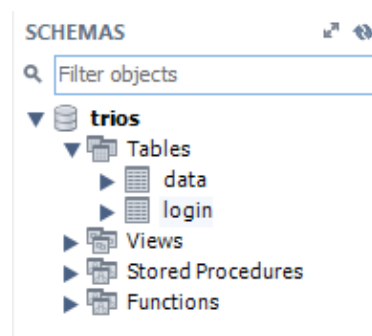 SCHEMAS
Filter objects
trios
Tables
data
login
Views
Stored Procedures
Functions